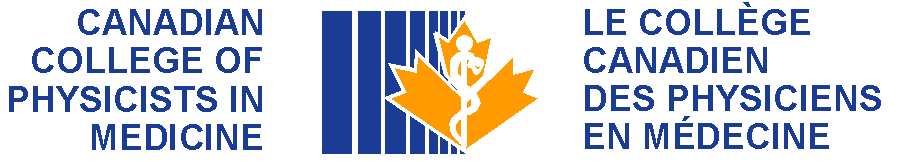 CANADIAN
COLLEGE OF
PHYSICISTS IN
MEDICINE
LE COLLÈGE
CANADIEN
DES PHYSICIENS
EN MÉDECINE